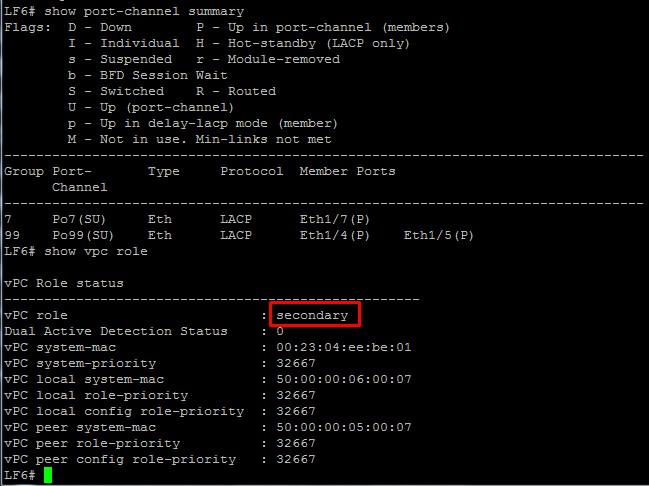 LF6# show port-channel summary
Flags:  D - Down        P - Up in port-channel (members)
        I - Individual  H - Hot-standby (LACP only)
        s - Suspended   r - Module-removed
        b - BFD Session Wait
        S - Switched    R - Routed
        U - Up (port-channel)
        p - Up in delay-lacp mode (member)
        M - Not in use. Min-links not met
--------------------------------------------------------------------------------
Group Port-       Type     Protocol  Member Ports
      Channel
--------------------------------------------------------------------------------
7     Po7(SU)     Eth      LACP      Eth1/7(P)
99    Po99(SU)    Eth      LACP      Eth1/4(P)    Eth1/5(P)
LF6# show vpc role

vPC Role status
----------------------------------------------------
vPC role                        : secondary
Dual Active Detection Status    : 0
vPC system-mac                  : 00:23:04:ee:be:01
vPC system-priority             : 32667
vPC local system-mac            : 50:00:00:06:00:07
vPC local role-priority         : 32667
vPC local config role-priority  : 32667
vPC peer system-mac             : 50:00:00:05:00:07
vPC peer role-priority          : 32667
vPC peer config role-priority   : 32667
LF6#